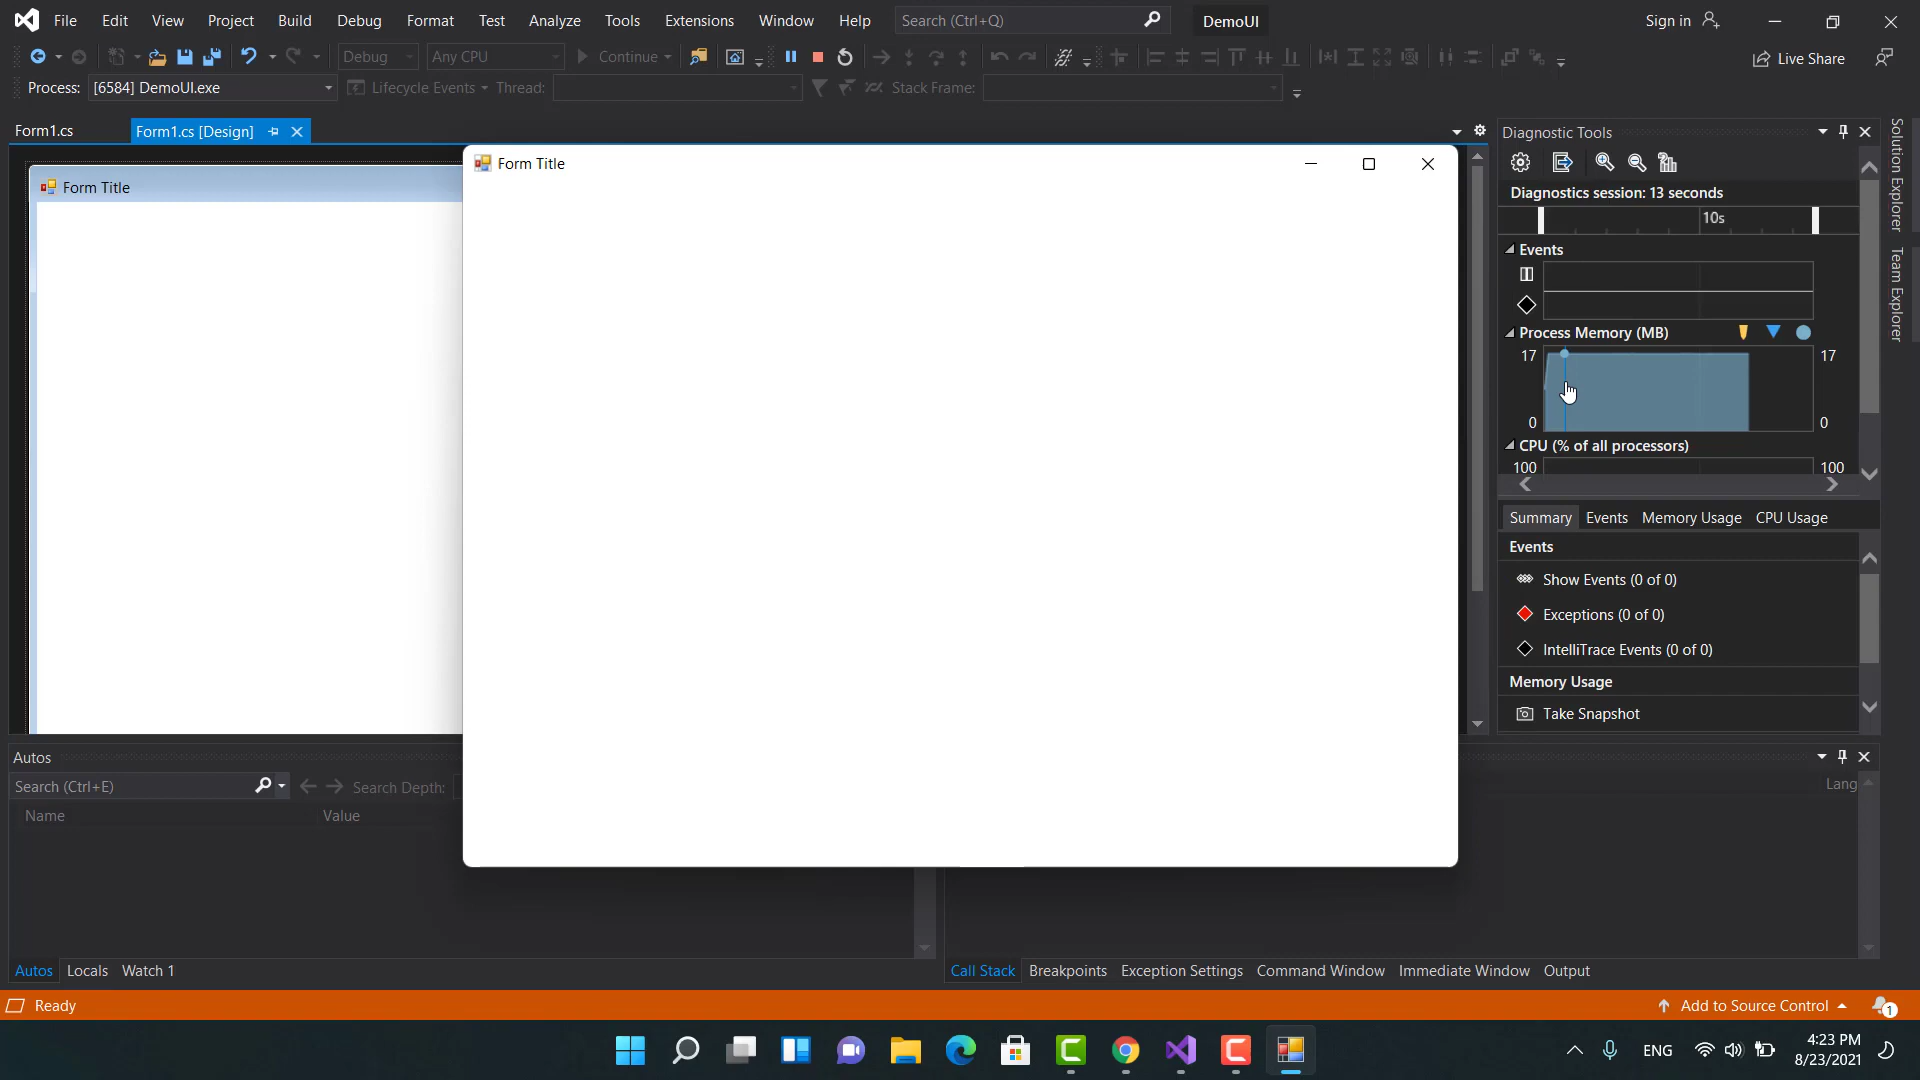 File Edit View Project Build Debug Format Test Analyze Tools Extensions Window Help Search (Ctrl+Q) DemoUI Sign in
Debug Any CPU Continue Live Share
Process: [6584] DemoUI.exe Lifecycle Events Thread: Stack Frame:
Form1.cs Form1.cs [Design]
Form Title
Form Title
Diagnostic Tools
Diagnostics session: 13 seconds
10s
Events
Process Memory (MB)
17 17
0 0
CPU (% of all processors)
100 100
Summary Events Memory Usage CPU Usage
Events
Show Events (0 of 0)
Exceptions (0 of 0)
IntelliTrace Events (0 of 0)
Memory Usage
Take Snapshot
Solution Explorer
Team Explorer
Autos
Search (Ctrl+E) Search Depth:
Name Value
Lang
Autos Locals Watch 1
Call Stack Breakpoints Exception Settings Command Window Immediate Window Output
Ready Add to Source Control 1
ENG
4:23 PM
8/23/2021